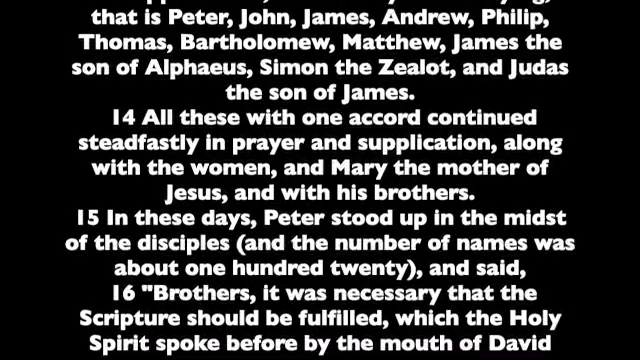 that is Peter, John, James, Andrew, Philip,
Thomas, Bartholomew, Matthew, James the
son of Alphaeus, Simon the Zealot, and Judas
the son of James.
14 All these with one accord continued
steadfastly in prayer and supplication, along
with the women, and Mary the mother of
Jesus, and with his brothers.
15 In these days, Peter stood up in the midst
of the disciples (and the number of names was
about one hundred twenty), and said,
16 "Brothers, it was necessary that the
Scripture should be fulfilled, which the Holy
Spirit spoke before by the mouth of David